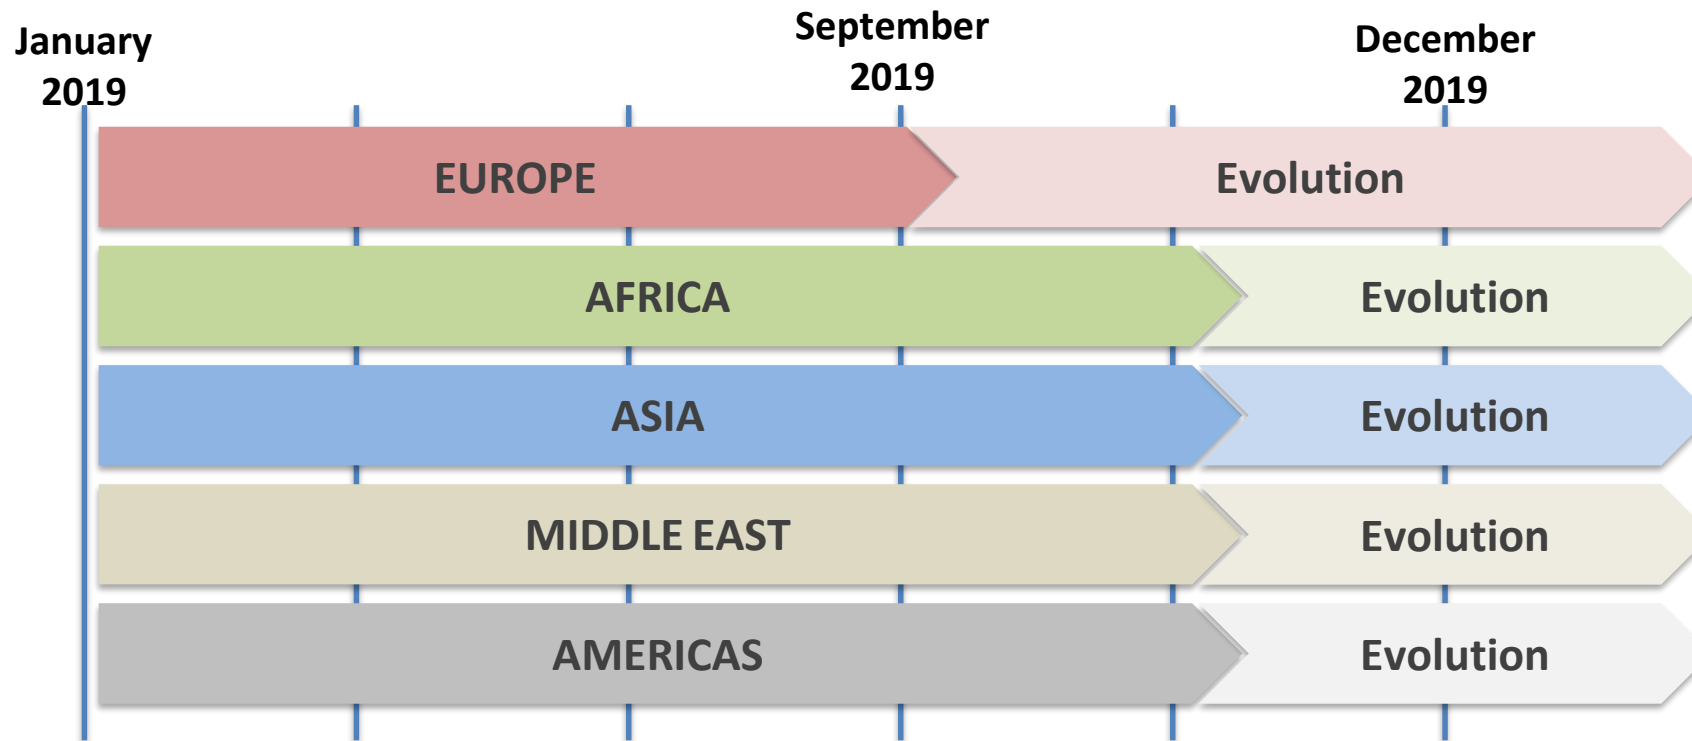 January
2019
September
2019
December
2019
EUROPE
Evolution
AFRICA
Evolution
ASIA
Evolution
MIDDLE EAST
Evolution
AMERICAS
Evolution